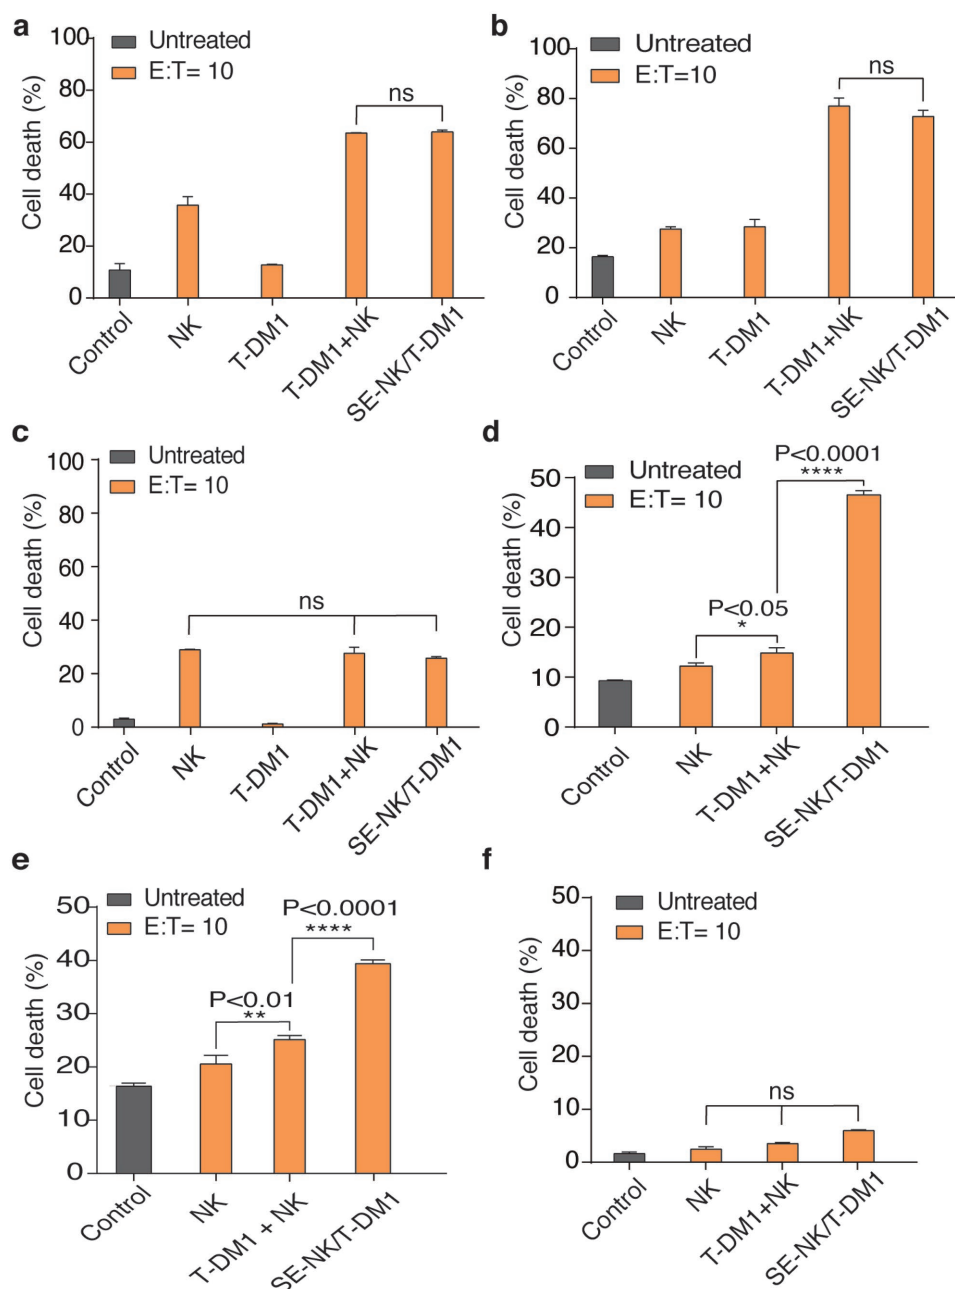 a
Untreated
E:T= 10
Cell death (%)
100
80
60
40
20
0
ns
Control
NK
T-DM1
T-DM1+NK
SE-NK/T-DM1
b
Untreated
E:T=10
Cell death (%)
100
80
60
40
20
0
ns
Control
NK
T-DM1
T-DM1+NK
SE-NK/T-DM1
c
Untreated
E:T= 10
Cell death (%)
100
80
60
40
20
0
ns
Control
NK
T-DM1
T-DM1+NK
SE-NK/T-DM1
d
Untreated
E:T= 10
Cell death (%)
50
40
30
20
10
0
P<0.0001
****
P<0.05
*
Control
NK
T-DM1+NK
SE-NK/T-DM1
e
Untreated
E:T= 10
Cell death (%)
50
40
30
20
10
0
P<0.0001
****
P<0.01
**
Control
NK
T-DM1 + NK
SE-NK/T-DM1
f
Untreated
E:T= 10
Cell death (%)
50
40
30
20
10
0
ns
Control
NK
T-DM1+NK
SE-NK/T-DM1